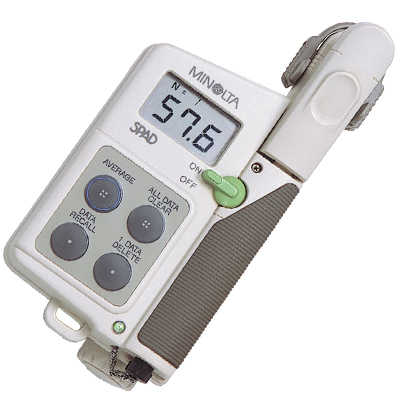 MINOLTA
N= 1
57.6
SPAD
ON
OFF
AVERAGE
ALL DATA
CLEAR
DATA
RECALL
1 DATA
DELETE